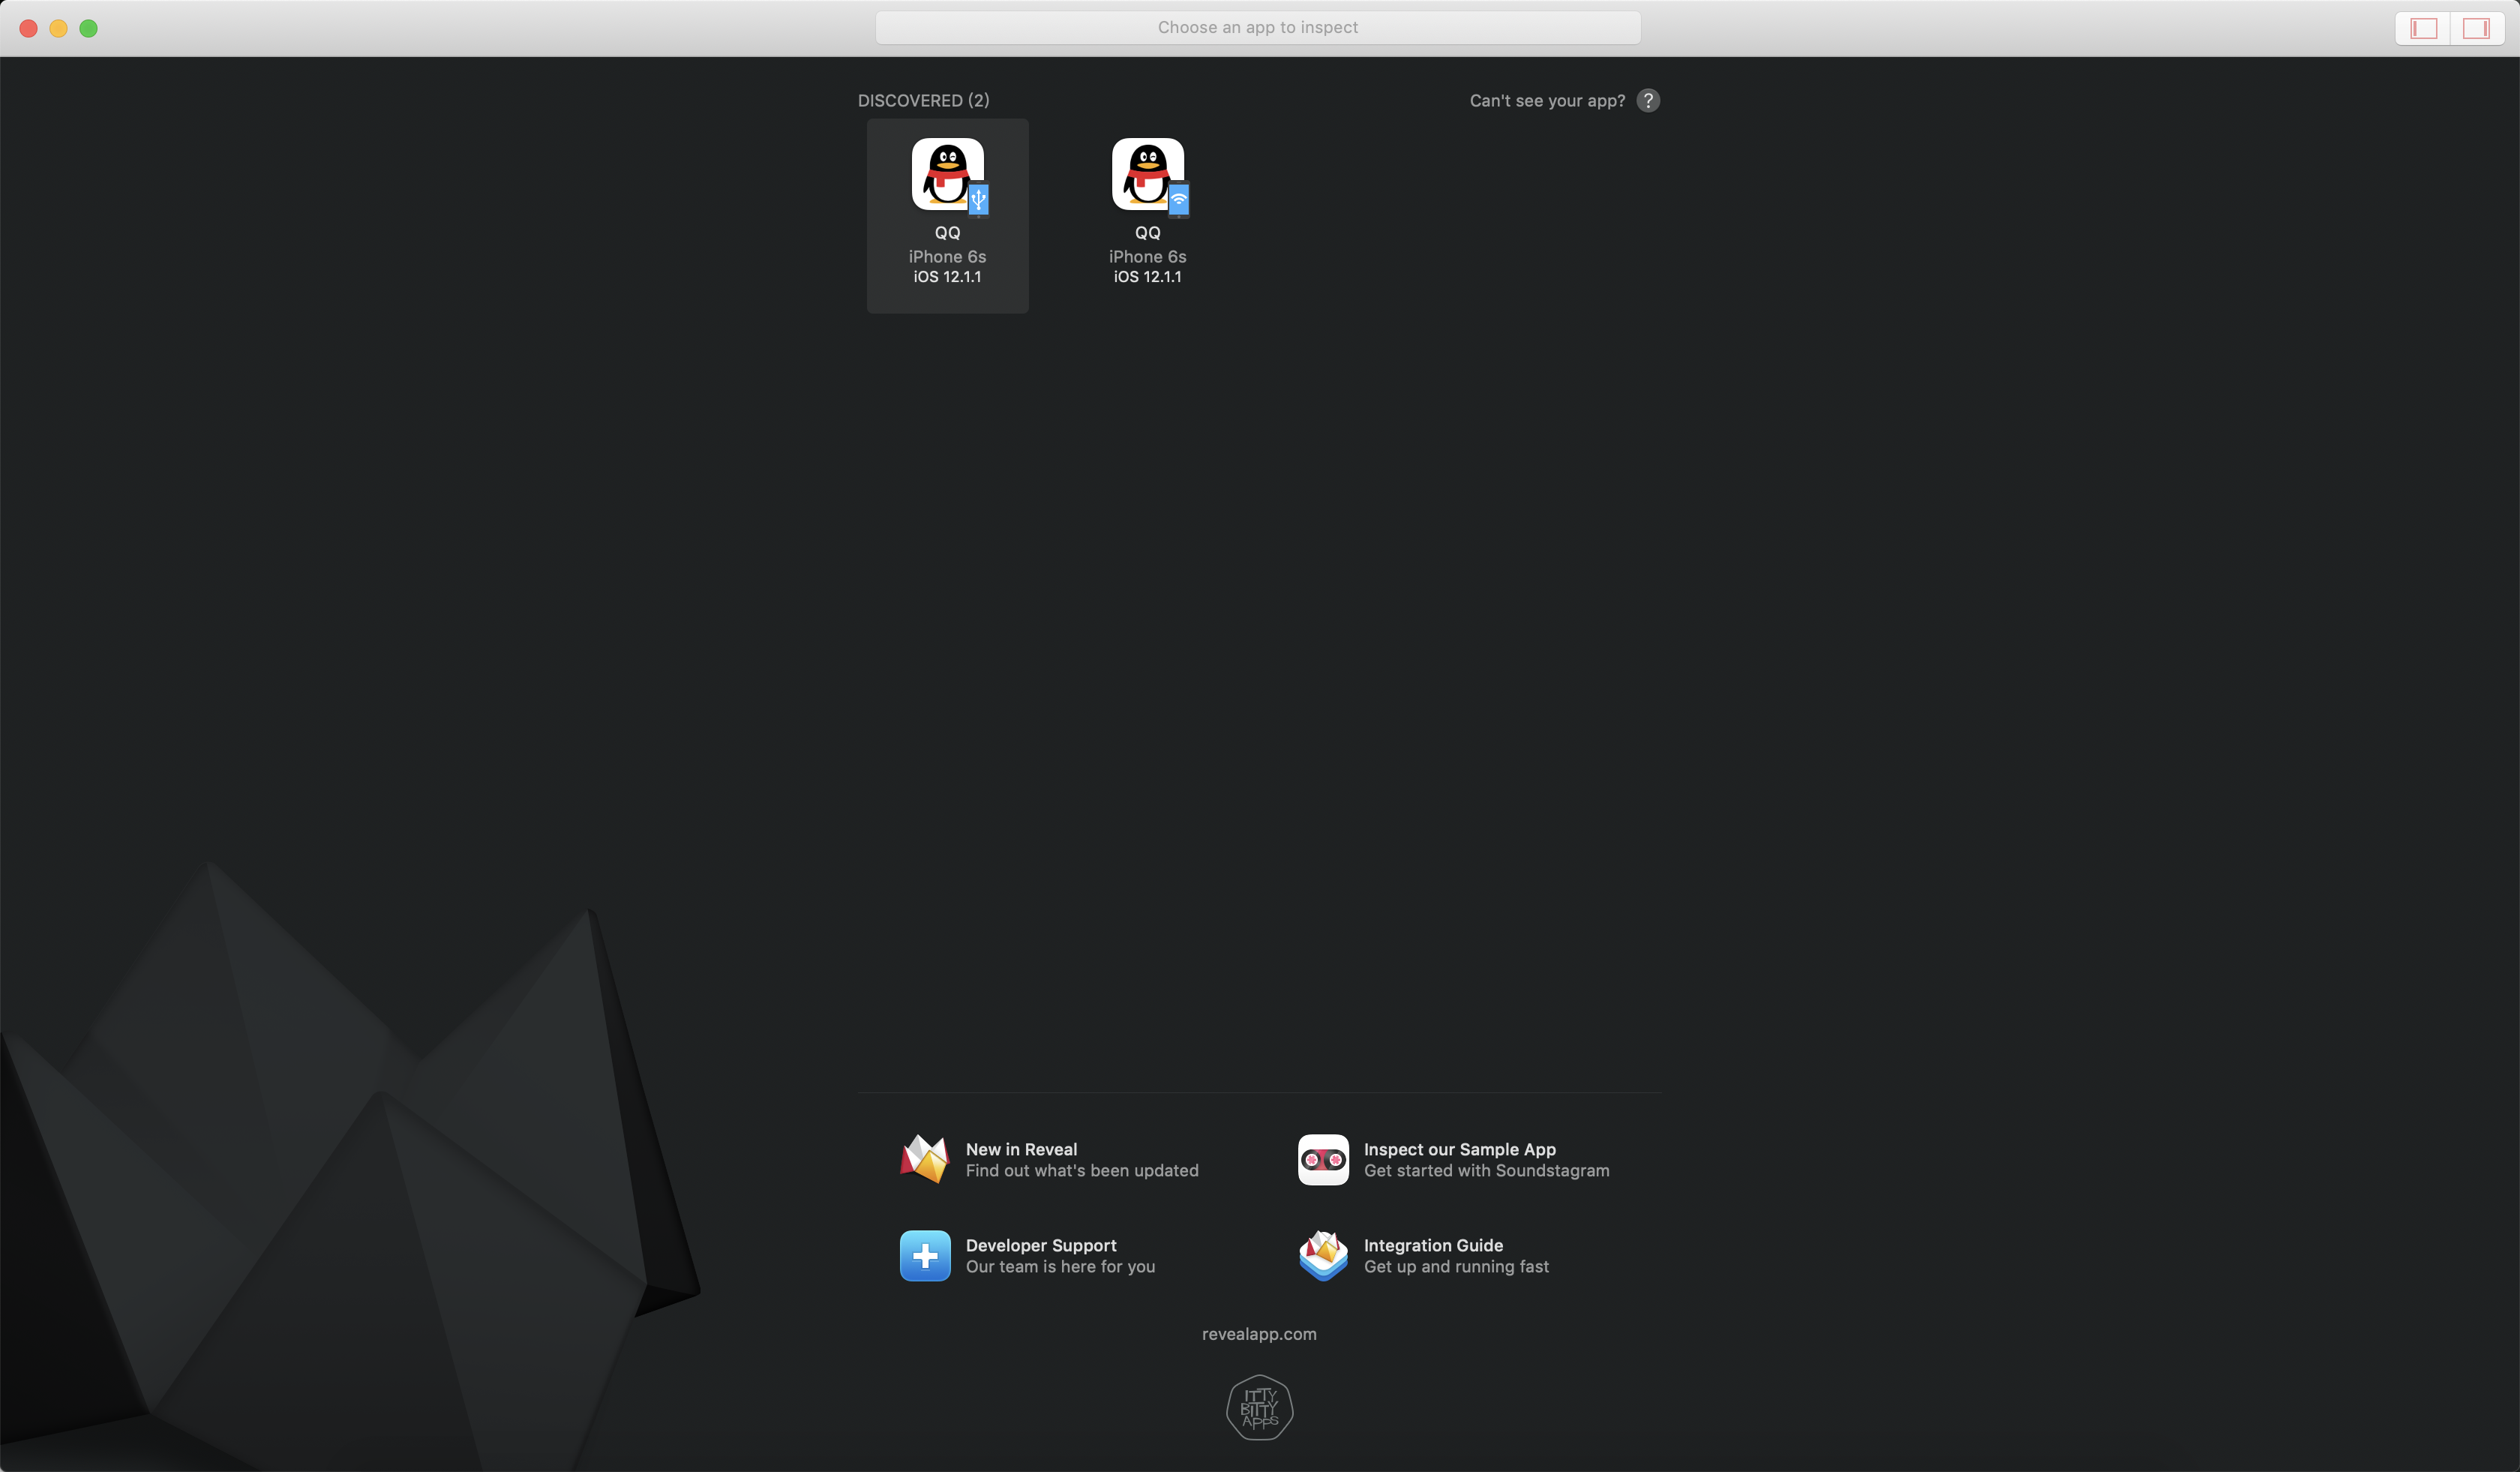 Choose an app to inspect
DISCOVERED (2)
Can't see your app? ?
QQ
iPhone 6s
iOS 12.1.1
QQ
iPhone 6s
iOS 12.1.1
New in Reveal
Find out what's been updated
Inspect our Sample App
Get started with Soundstagram
Developer Support
Our team is here for you
Integration Guide
Get up and running fast
revealapp.com
ITTY
BITTY
APPS